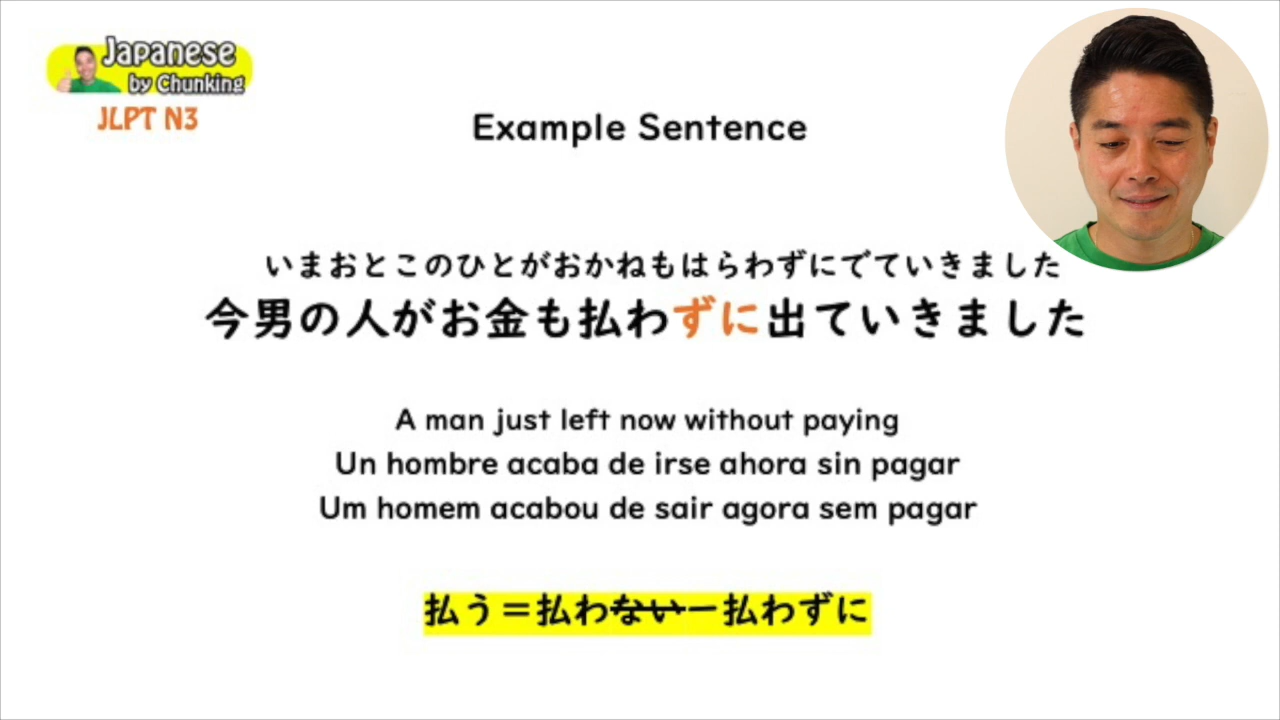 Japanese
by Chunking
JLPT N3
Example Sentence
いまおとこのひとがおかねもはらわずにでていきました
今男の人がお金も払わずに出ていきました
A man just left now without paying
Un hombre acaba de irse ahora sin pagar
Um homem acabou de sair agora sem pagar
払う＝払わないー払わずに